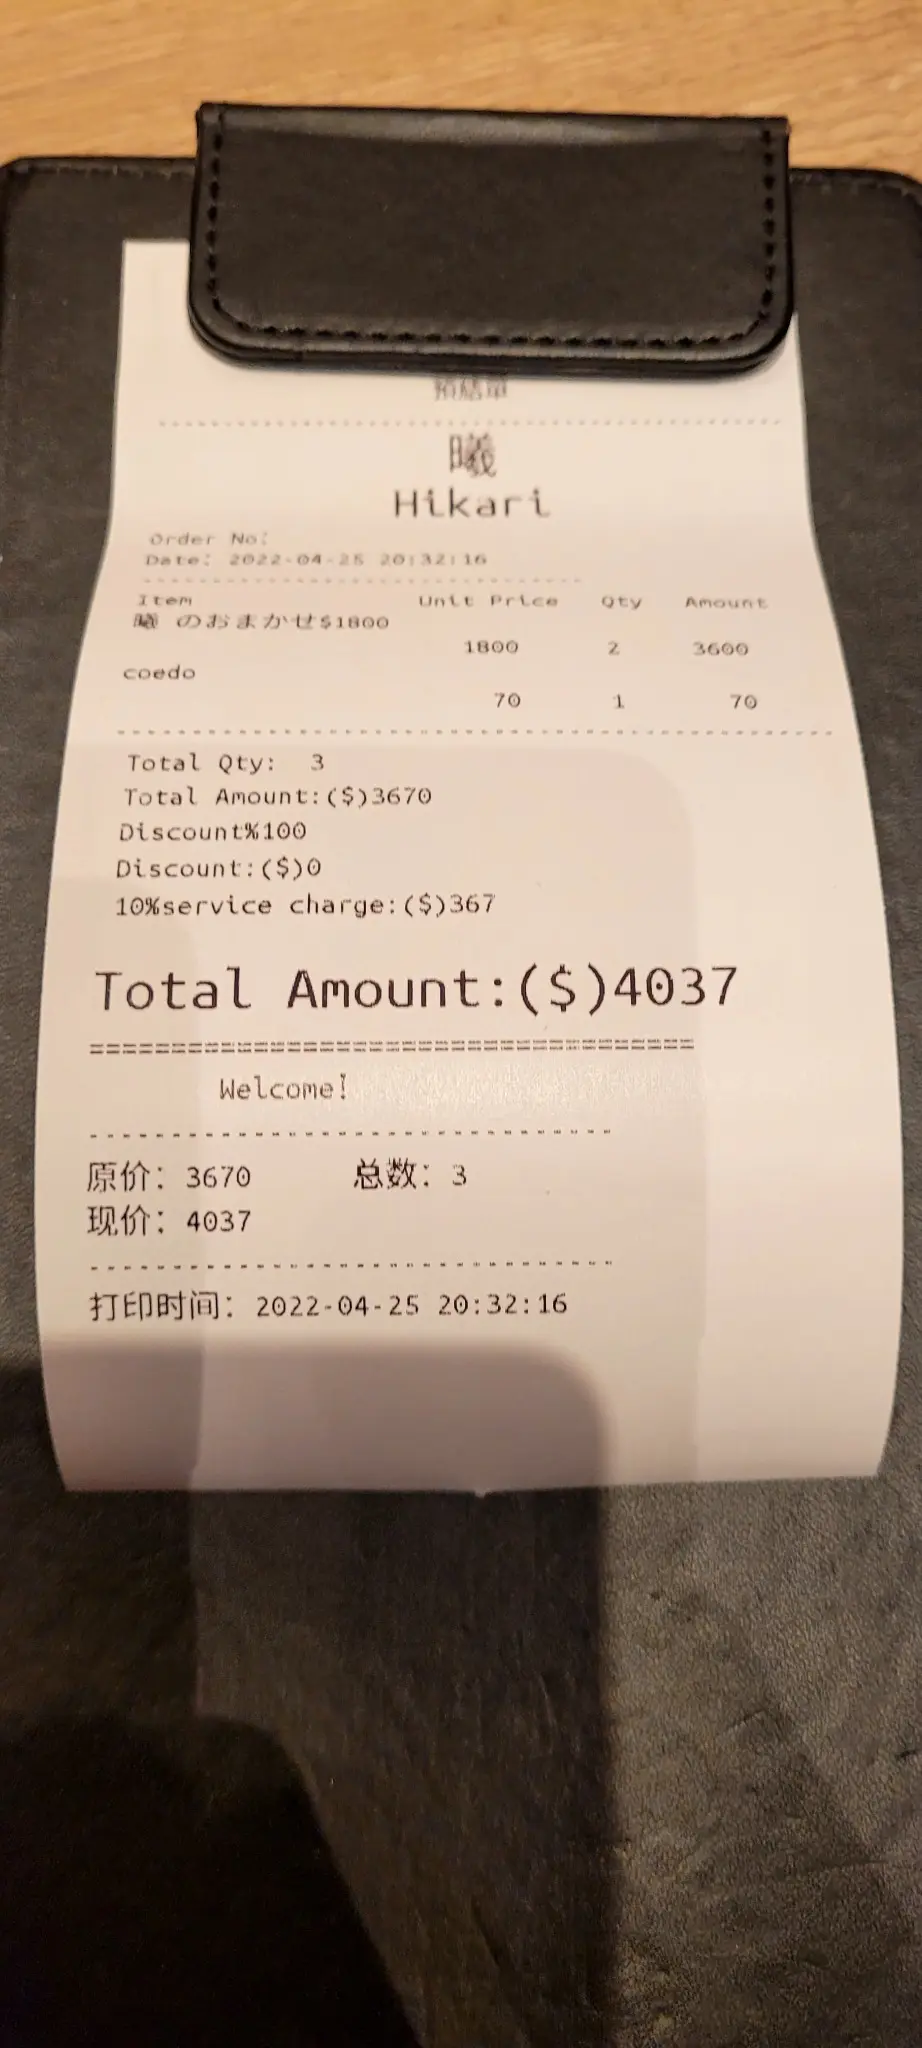 預結單
曦
Hikari
Order No:
Date: 2022-04-25 20:32:16
Item Unit Price Qty Amount
曦 のおまかせ$1800
1800 2 3600
coedo
70 1 70
Total Qty: 3
Total Amount:($)3670
Discount%100
Discount:($)0
10%service charge:($)367
Total Amount:($)4037
Welcome!
原价：3670 总数：3
现价：4037
打印时间：2022-04-25 20:32:16